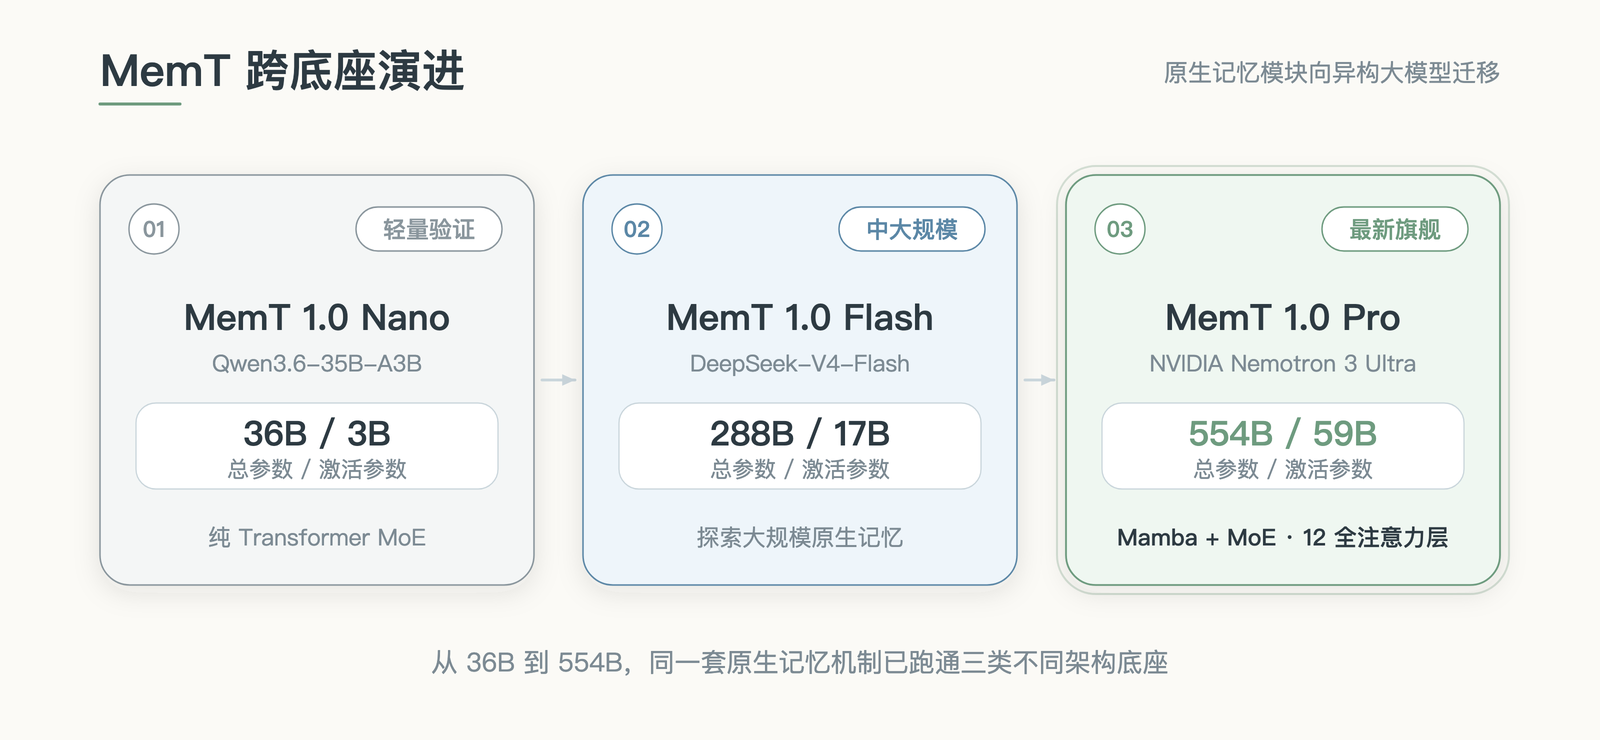 MemT 跨底座演进
原生记忆模块向异构大模型迁移
01
轻量验证
MemT 1.0 Nano
Qwen3.6–35B–A3B
36B / 3B
总参数 / 激活参数
纯 Transformer MoE
02
中大规模
MemT 1.0 Flash
DeepSeek–V4–Flash
288B / 17B
总参数 / 激活参数
探索大规模原生记忆
03
最新旗舰
MemT 1.0 Pro
NVIDIA Nemotron 3 Ultra
554B / 59B
总参数 / 激活参数
Mamba + MoE · 12 全注意力层
从 36B 到 554B，同一套原生记忆机制已跑通三类不同架构底座